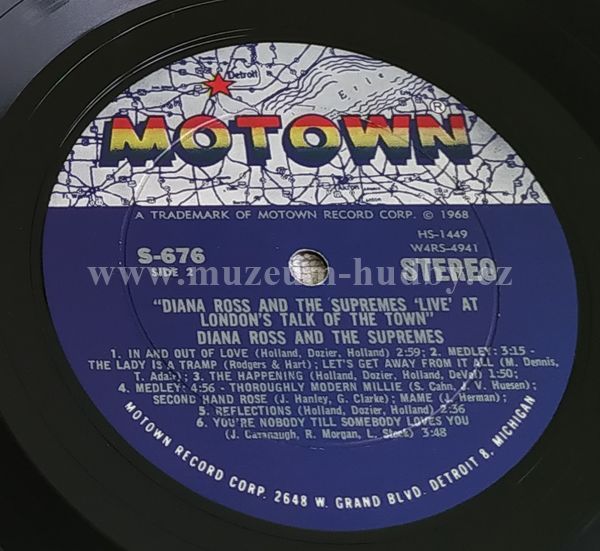 Detroit
Erie
MOTOWN®
A TRADEMARK OF MOTOWN RECORD CORP. © 1968
S-676
SIDE 2
HS-1449
W4RS-4941
STEREO
www.muzeum-hudby.cz
"DIANA ROSS AND THE SUPREMES 'LIVE' AT
LONDON'S TALK OF THE TOWN"
DIANA ROSS AND THE SUPREMES
1. IN AND OUT OF LOVE (Holland, Dozier, Holland) 2:59; 2. MEDLEY: 3:15 -
THE LADY IS A TRAMP (Rodgers & Hart); LET'S GET AWAY FROM IT ALL (M. Dennis,
T. Adair); 3. THE HAPPENING (Holland, Dozier, Holland, DeVol) 1:50;
4. MEDLEY: 4:56 - THOROUGHLY MODERN MILLIE (S. Cahn, J. V. Huesen);
SECOND HAND ROSE (J. Hanley, G. Clarke); MAME (J. Herman);
5. REFLECTIONS (Holland, Dozier, Holland) 2:36
6. YOU'RE NOBODY TILL SOMEBODY LOVES YOU
(J. Cavanaugh, R. Morgan, L. Stock) 3:48
MOTOWN RECORD CORP. 2648 W. GRAND BLVD. DETROIT 8, MICHIGAN